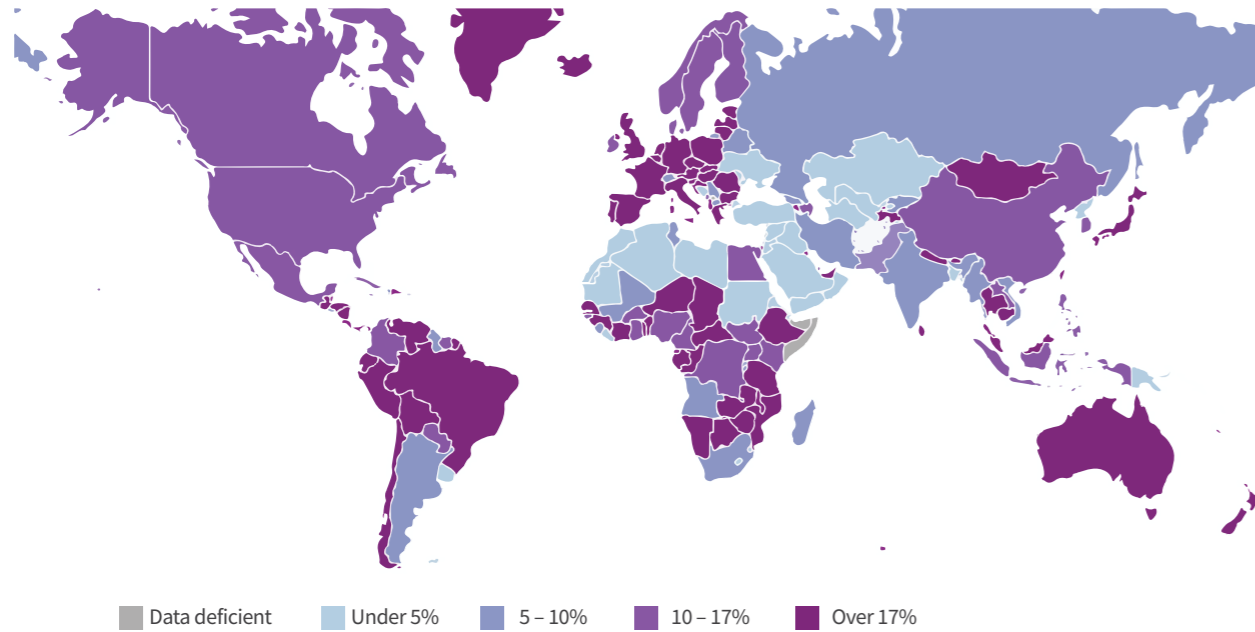 Data deficient Under 5% 5 – 10% 10 – 17% Over 17%